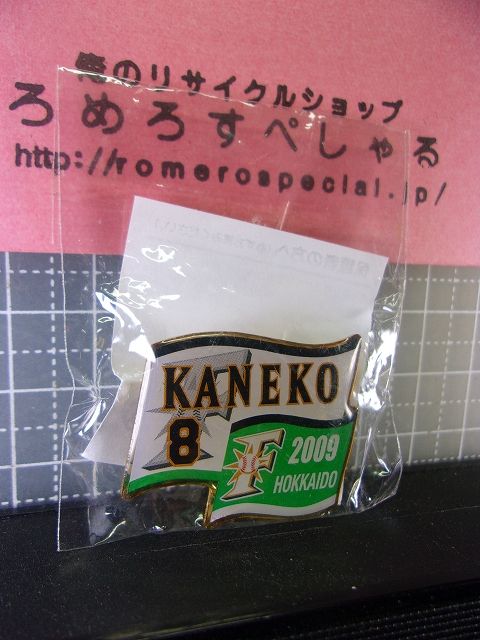 俺のリサイクルショップ
ろめろすぺしゃる
http://romerospecial.jp/
KANEKO
8
F
2009
HOKKAIDO